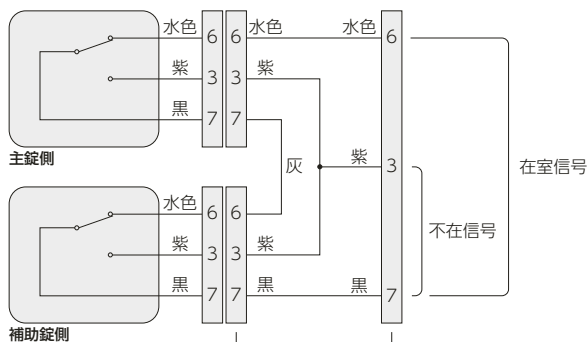 水色 6 6 水色 水色 6
紫 3 3 紫
黒 7 7
主錠側
灰 紫 3 在室信号
水色 6 6
不在信号
紫 3 3 紫
黒 7 7 黒 黒 7
補助錠側